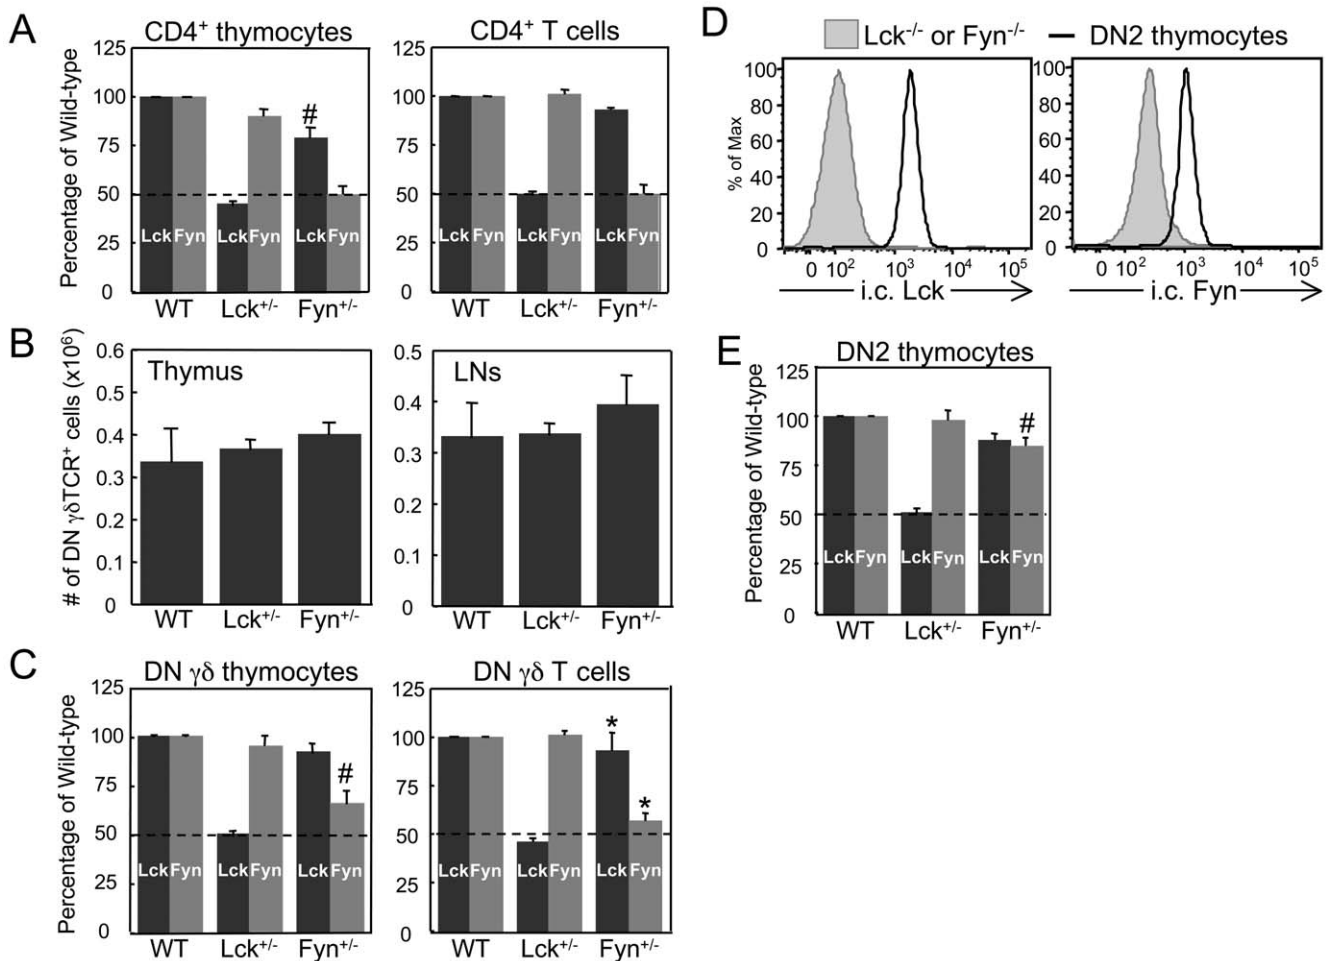 A
CD4⁺ thymocytes
CD4⁺ T cells
Percentage of Wild-type
125
100
75
50
25
0
#
Lck Fyn Lck Fyn Lck Fyn
WT Lck⁺/⁻ Fyn⁺/⁻
125
100
75
50
25
0
Lck Fyn Lck Fyn Lck Fyn
WT Lck⁺/⁻ Fyn⁺/⁻
B
# of DN γδTCR⁺ cells (x10⁶)
Thymus
0.6
0.5
0.4
0.3
0.2
0.1
0
WT Lck⁺/⁻ Fyn⁺/⁻
LNs
0.5
0.4
0.3
0.2
0.1
0
WT Lck⁺/⁻ Fyn⁺/⁻
C
DN γδ thymocytes
DN γδ T cells
Percentage of Wild-type
125
100
75
50
25
0
#
Lck Fyn Lck Fyn Lck Fyn
WT Lck⁺/⁻ Fyn⁺/⁻
125
100
75
50
25
0
*
*
Lck Fyn Lck Fyn Lck Fyn
WT Lck⁺/⁻ Fyn⁺/⁻
D
Lck⁻/⁻ or Fyn⁻/⁻ DN2 thymocytes
% of Max
100
80
60
40
20
0
0 10² 10³ 10⁴ 10⁵
i.c. Lck
100
80
60
40
20
0
0 10² 10³ 10⁴ 10⁵
i.c. Fyn
E
DN2 thymocytes
Percentage of Wild-type
125
100
75
50
25
0
#
Lck Fyn Lck Fyn Lck Fyn
WT Lck⁺/⁻ Fyn⁺/⁻